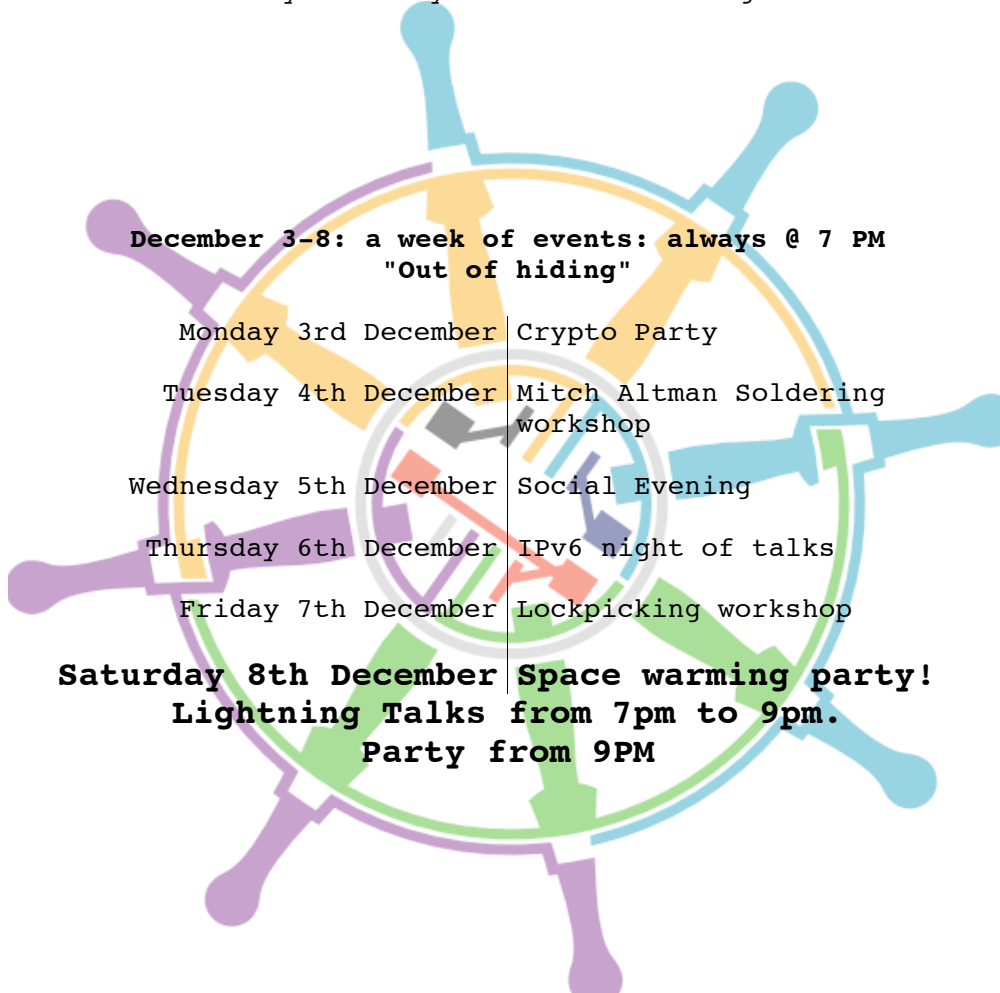 December 3-8: a week of events: always @ 7 PM
"Out of hiding"
Monday 3rd December Crypto Party
Tuesday 4th December Mitch Altman Soldering
workshop
Wednesday 5th December Social Evening
Thursday 6th December IPv6 night of talks
Friday 7th December Lockpicking workshop
Saturday 8th December Space warming party!
Lightning Talks from 7pm to 9pm.
Party from 9PM